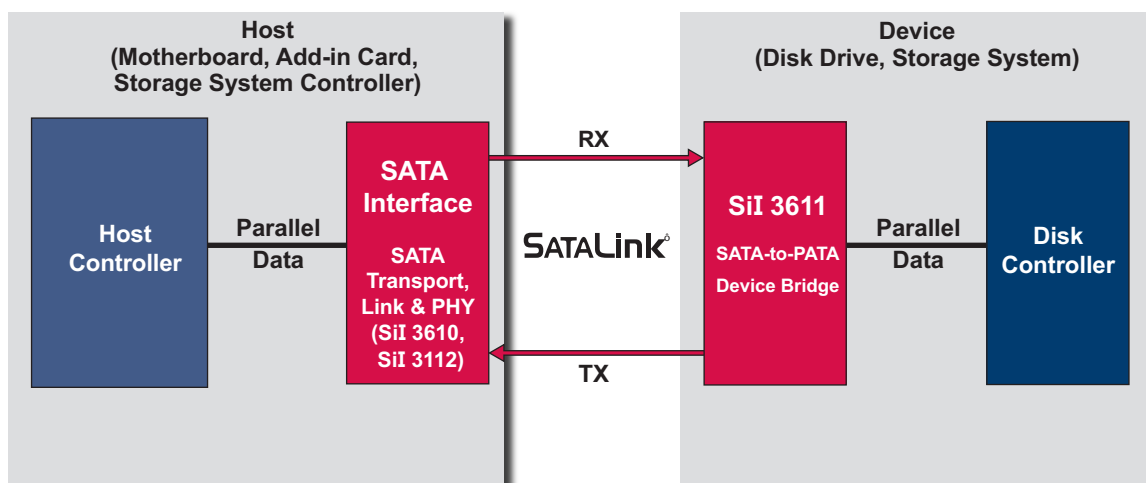 Host
(Motherboard, Add-in Card,
Storage System Controller)
Device
(Disk Drive, Storage System)
Host
Controller
Parallel
Data
SATA
Interface
SATA
Transport,
Link & PHY
(SiI 3610,
SiI 3112)
RX
SATALink
TX
SiI 3611
SATA-to-PATA
Device Bridge
Parallel
Data
Disk
Controller